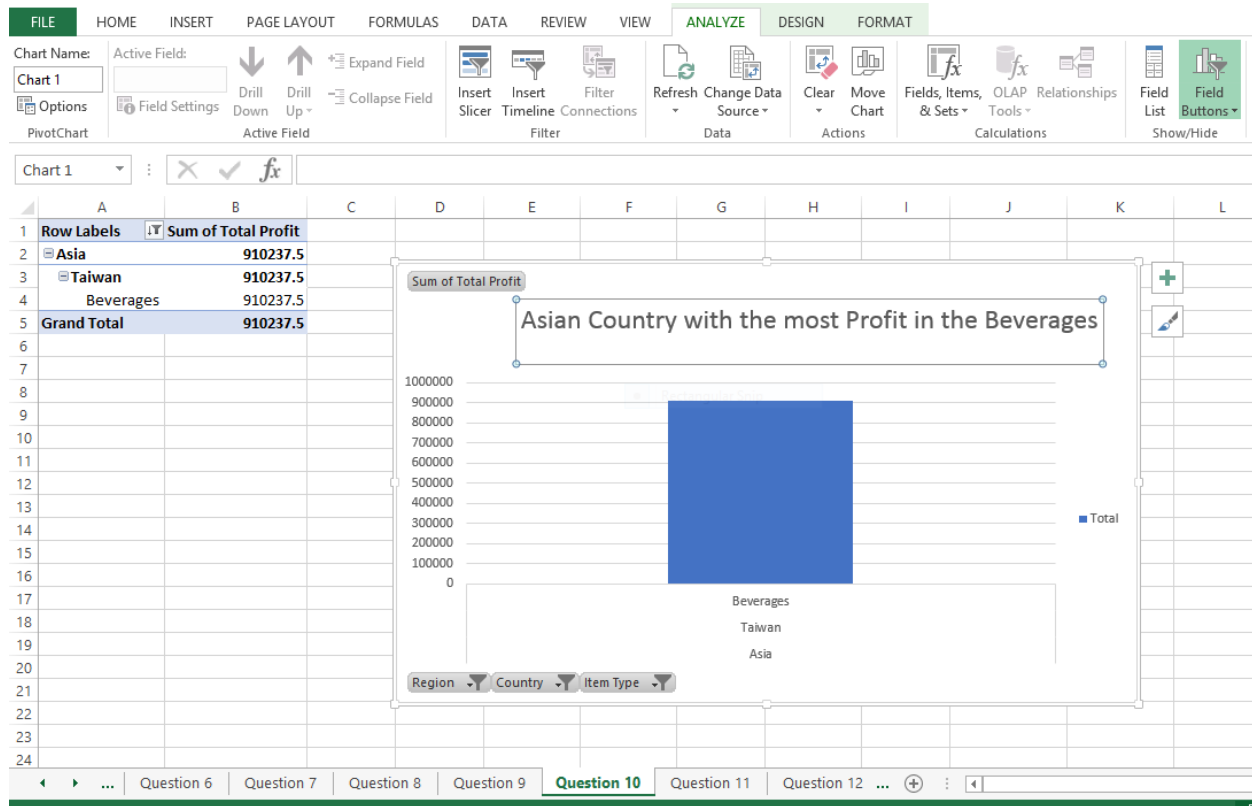 FILE HOME INSERT PAGE LAYOUT FORMULAS DATA REVIEW VIEW ANALYZE DESIGN FORMAT
Chart Name:
Chart 1
Options
PivotChart
Active Field:
Field Settings
Drill Down
Drill Up
Expand Field
Collapse Field
Active Field
Insert Slicer
Insert Timeline
Filter Connections
Filter
Refresh
Change Data Source
Data
Clear
Move Chart
Actions
Fields, Items, & Sets
OLAP Tools
Relationships
Calculations
Field List
Field Buttons
Show/Hide
Chart 1 fx
A B C D E F G H I J K L
1 Row Labels Sum of Total Profit
2 Asia 910237.5
3 Taiwan 910237.5
4 Beverages 910237.5
5 Grand Total 910237.5
6
7
8
9
10
11
12
13
14
15
16
17
18
19
20
21
22
23
24
Sum of Total Profit
Asian Country with the most Profit in the Beverages
1000000
900000
800000
700000
600000
500000
400000
300000
200000
100000
0
Total
Beverages
Taiwan
Asia
Region Country Item Type
... Question 6 Question 7 Question 8 Question 9 Question 10 Question 11 Question 12 ...